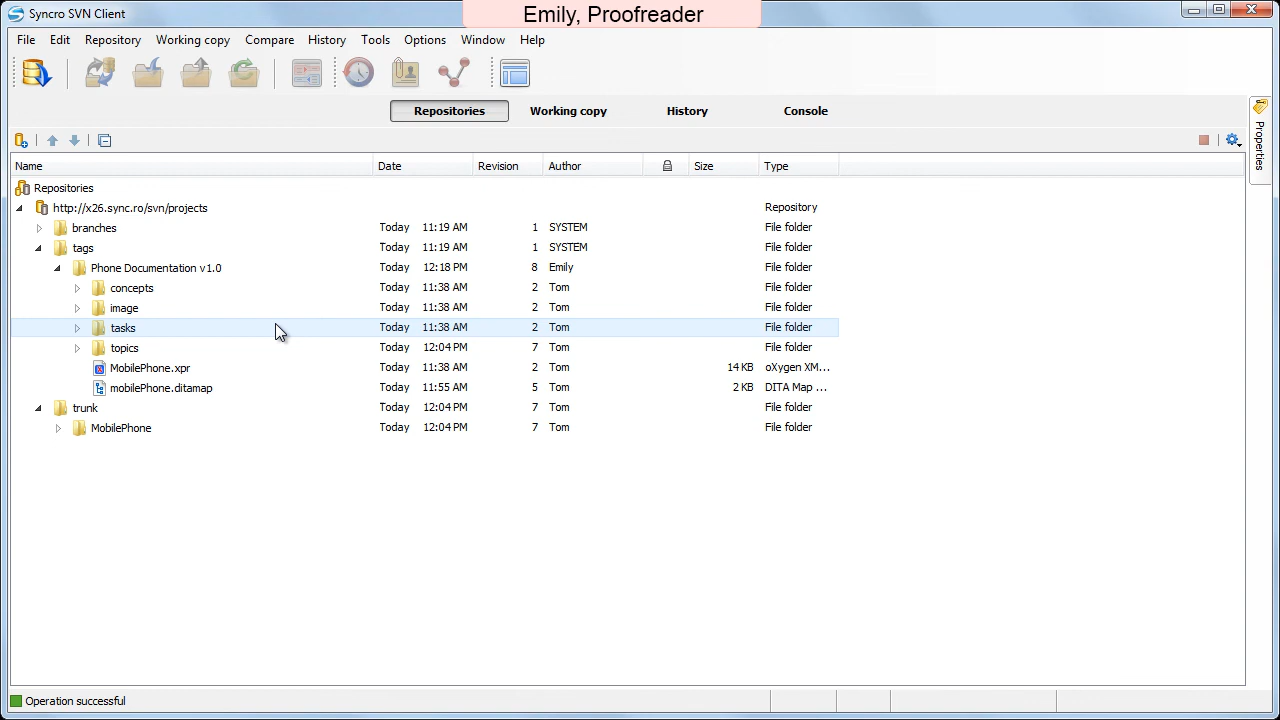 Syncro SVN Client
Emily, Proofreader
File Edit Repository Working copy Compare History Tools Options Window Help
Repositories Working copy History Console
Properties
Name Date Revision Author Size Type
Repositories
http://x26.sync.ro/svn/projects Repository
branches Today 11:19 AM 1 SYSTEM File folder
tags Today 11:19 AM 1 SYSTEM File folder
Phone Documentation v1.0 Today 12:18 PM 8 Emily File folder
concepts Today 11:38 AM 2 Tom File folder
image Today 11:38 AM 2 Tom File folder
tasks Today 11:38 AM 2 Tom File folder
topics Today 12:04 PM 7 Tom File folder
MobilePhone.xpr Today 11:38 AM 2 Tom 14 KB oXygen XM...
mobilePhone.ditamap Today 11:55 AM 5 Tom 2 KB DITA Map ...
trunk Today 12:04 PM 7 Tom File folder
MobilePhone Today 12:04 PM 7 Tom File folder
Operation successful